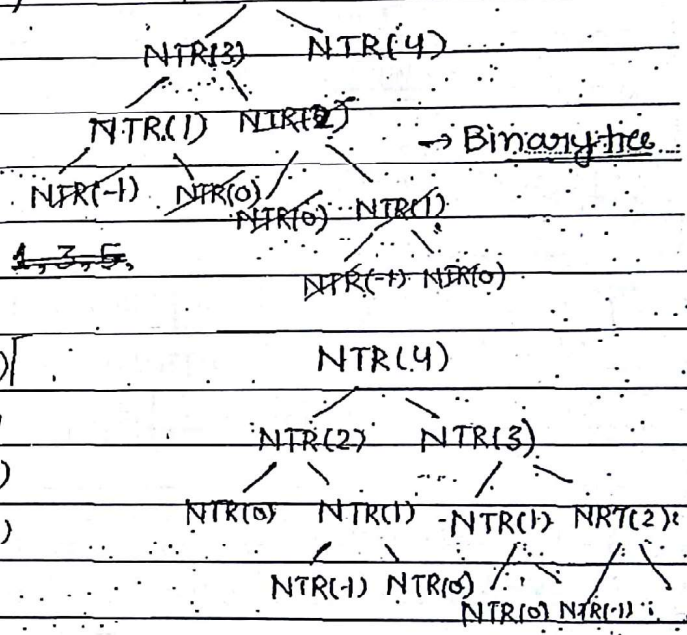 NTR(3) NTR(4)
NTR(1) NTR(2)
→ Binary tree
NTR(-1) NTR(0) NTR(0) NTR(1)
1, 3, 5,
NTR(-1) NTR(0)
NTR(4)
NTR(2) NTR(3)
NTR(0) NTR(1) NTR(1) NRT(2)
NTR(-1) NTR(0) NTR(0) NTR(-1)